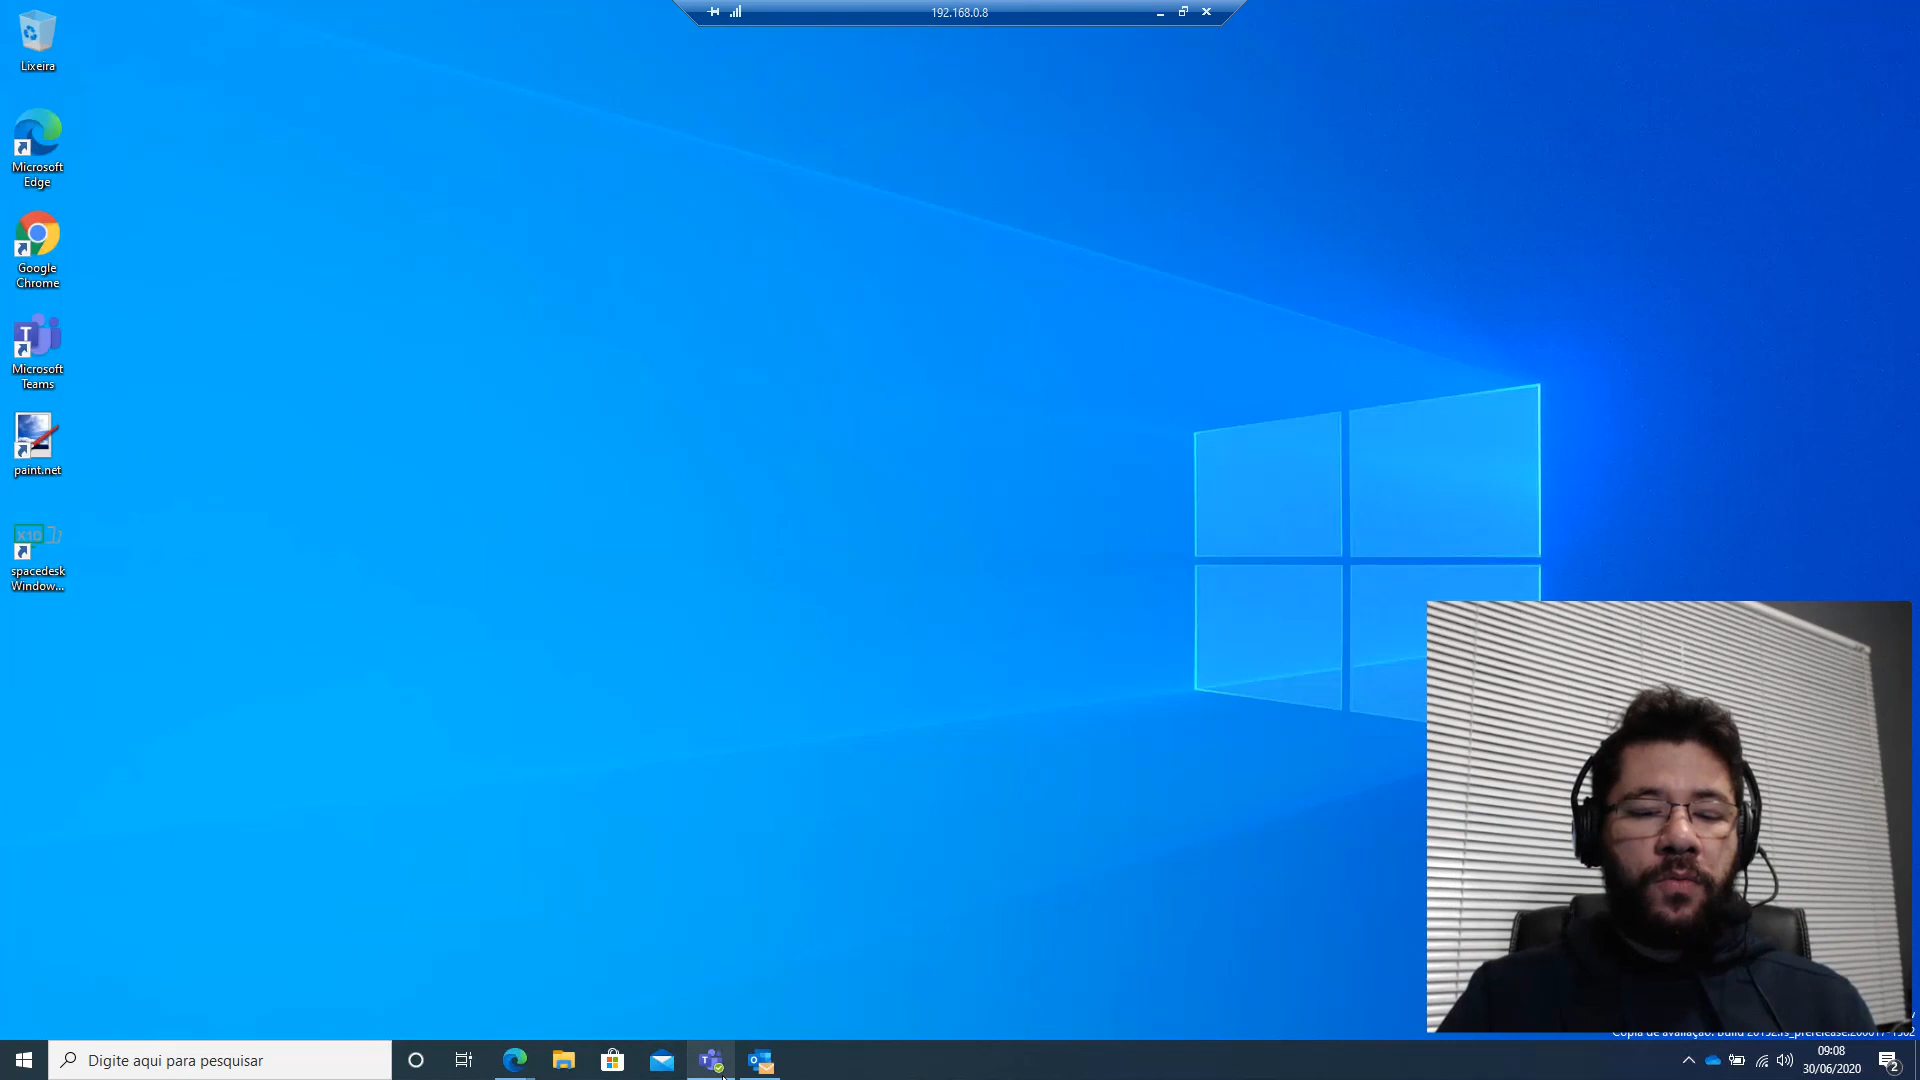 192.168.0.8
Lixeira
Microsoft
Edge
Google
Chrome
Microsoft
Teams
paint.net
spacedesk
Window...
Digite aqui para pesquisar
09:08
30/06/2020
2